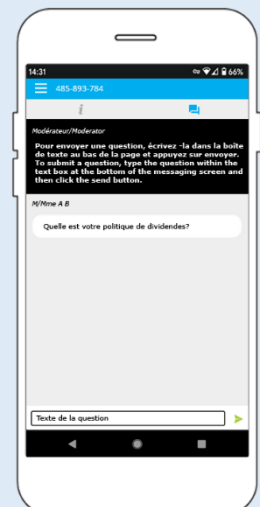 14:31
66%
485-893-784
Modérateur/Moderator
Pour envoyer une question, écrivez -la dans la boîte
de texte au bas de la page et appuyez sur envoyer.
To submit a question, type the question within the
text box at the bottom of the messaging screen and
then click the send button.
M/Mme A B
Quelle est votre politique de dividendes?
Texte de la question